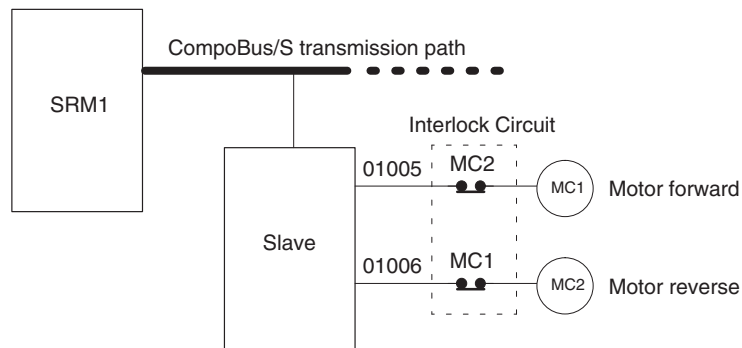 CompoBus/S transmission path
SRM1
Interlock Circuit
01005
MC2
MC1
Motor forward
Slave
01006
MC1
MC2
Motor reverse